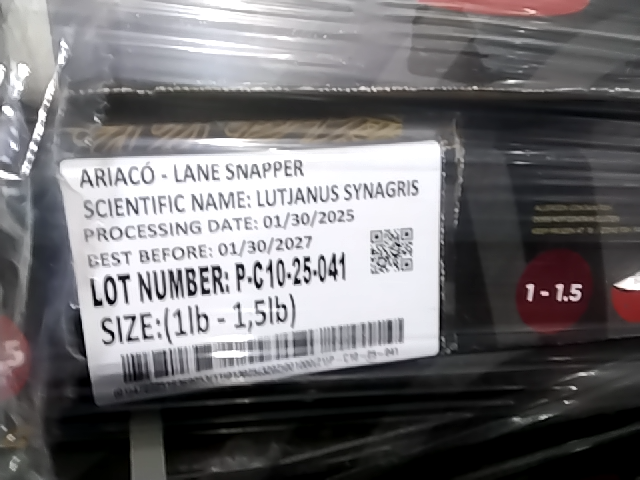 ARIACÓ - LANE SNAPPER
SCIENTIFIC NAME: LUTJANUS SYNAGRIS
PROCESSING DATE: 01/30/2025
BEST BEFORE: 01/30/2027
LOT NUMBER: P-C10-25-041
SIZE:(1lb - 1,5lb)
1 - 1.5